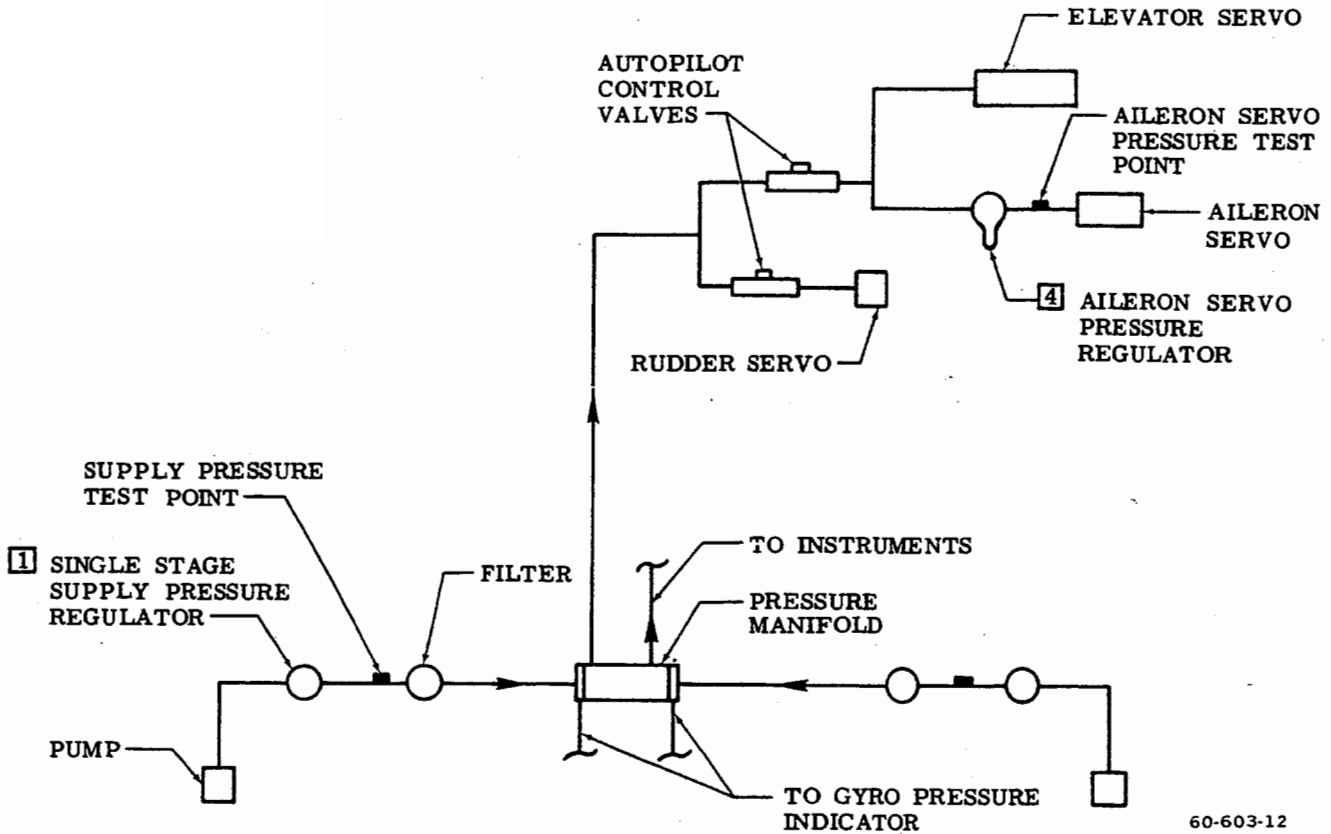 ELEVATOR SERVO
AUTOPILOT
CONTROL
VALVES
AILERON SERVO
PRESSURE TEST
POINT
AILERON
SERVO
4 AILERON SERVO
PRESSURE
REGULATOR
RUDDER SERVO
SUPPLY PRESSURE
TEST POINT
1 SINGLE STAGE
SUPPLY PRESSURE
REGULATOR
FILTER
TO INSTRUMENTS
PRESSURE
MANIFOLD
PUMP
TO GYRO PRESSURE
INDICATOR
60-603-12